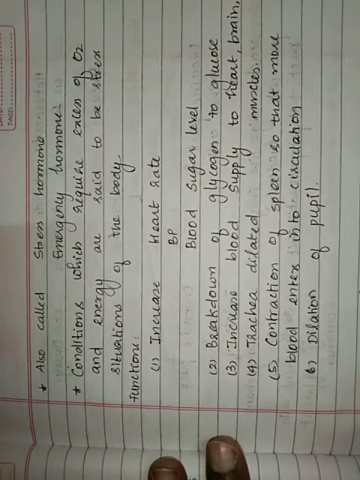 * Also called Stress hormone
Emergency hormone.
* Conditions which require excess of O2
and energy are said to be stress
situations of the body.
Functions:
(1) Increase Heart Rate
BP
Blood sugar level
(2) Breakdown of glycogen to glucose
(3) Increase blood supply to heart, brain,
muscles.
(4) Trachea dilated
(5) Contraction of spleen so that more
blood enter into circulation
(6) Dilation of pupil.
DATE:
PAGE: